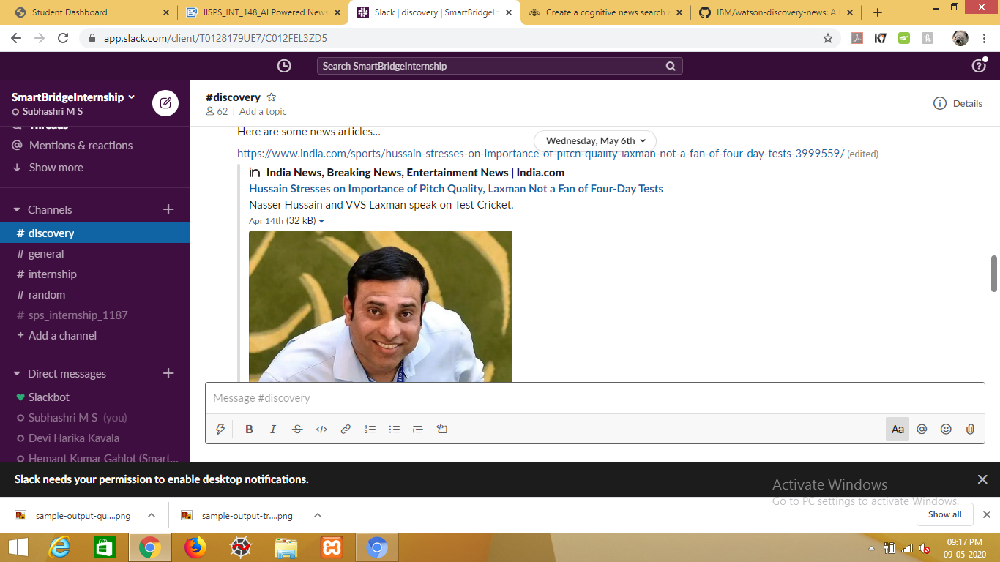 Student Dashboard
IISPS_INT_148_AI Powered News
Slack | discovery | SmartBridgeIn
Create a cognitive news search a
IBM/watson-discovery-news: A
app.slack.com/client/T0128179UE7/C012FEL3ZD5
K7
Search SmartBridgeInternship
SmartBridgeInternship
Subhashri M S
Threads
Mentions & reactions
Show more
Channels
# discovery
# general
# internship
# random
# sps_internship_1187
+ Add a channel
Direct messages
Slackbot
Subhashri M S (you)
Devi Harika Kavala
Hemant Kumar Gahlot (Smart...
#discovery
62 | Add a topic
Details
Here are some news articles...
Wednesday, May 6th
https://www.india.com/sports/hussain-stresses-on-importance-of-pitch-quality-laxman-not-a-fan-of-four-day-tests-3999559/ (edited)
in India News, Breaking News, Entertainment News | India.com
Hussain Stresses on Importance of Pitch Quality, Laxman Not a Fan of Four-Day Tests
Nasser Hussain and VVS Laxman speak on Test Cricket.
Apr 14th (32 kB)
2017
Message #discovery
B I S </> Aa @
Slack needs your permission to enable desktop notifications.
Activate Windows
Go to PC settings to activate Windows.
sample-output-qu....png
sample-output-tr....png
Show all
09:17 PM
09-05-2020